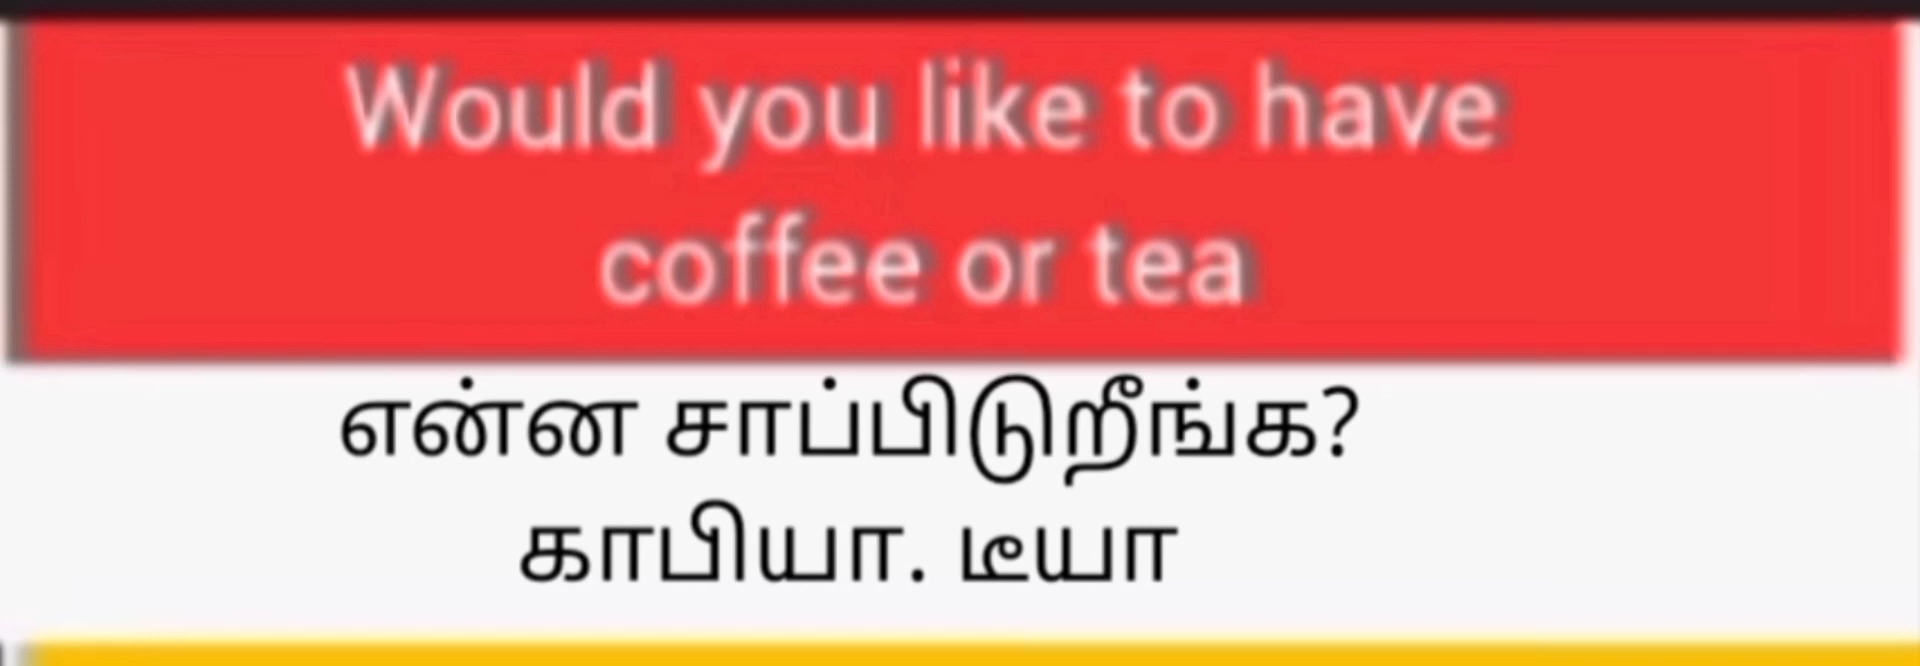 Would you like to have
coffee or tea
என்ன சாப்பிடுறீங்க?
காபியா. டீயா